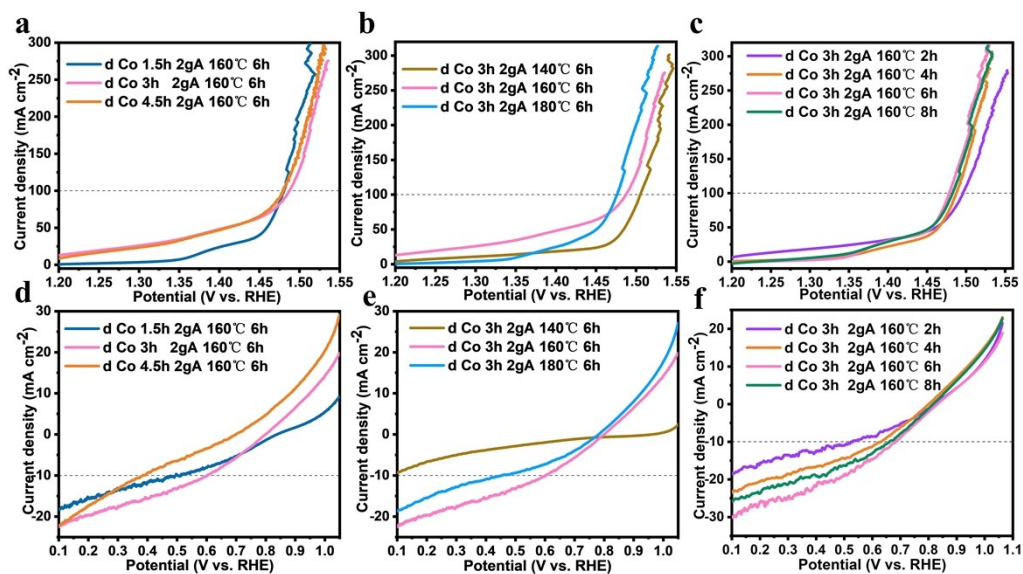 a
300
250
200
150
100
50
0
Current density (mA cm-2)
d Co 1.5h 2gA 160℃ 6h
d Co 3h 2gA 160℃ 6h
d Co 4.5h 2gA 160℃ 6h
1.20 1.25 1.30 1.35 1.40 1.45 1.50 1.55
Potential (V vs. RHE)
b
300
250
200
150
100
50
0
Current density (mA cm-2)
d Co 3h 2gA 140℃ 6h
d Co 3h 2gA 160℃ 6h
d Co 3h 2gA 180℃ 6h
1.20 1.25 1.30 1.35 1.40 1.45 1.50 1.55
Potential (V vs. RHE)
c
300
250
200
150
100
50
0
Current density (mA cm-2)
d Co 3h 2gA 160℃ 2h
d Co 3h 2gA 160℃ 4h
d Co 3h 2gA 160℃ 6h
d Co 3h 2gA 160℃ 8h
1.20 1.25 1.30 1.35 1.40 1.45 1.50 1.55
Potential (V vs. RHE)
d
30
20
10
0
-10
-20
Current density (mA cm-2)
d Co 1.5h 2gA 160℃ 6h
d Co 3h 2gA 160℃ 6h
d Co 4.5h 2gA 160℃ 6h
0.1 0.2 0.3 0.4 0.5 0.6 0.7 0.8 0.9 1.0
Potential (V vs. RHE)
e
30
20
10
0
-10
-20
Current density (mA cm-2)
d Co 3h 2gA 140℃ 6h
d Co 3h 2gA 160℃ 6h
d Co 3h 2gA 180℃ 6h
0.1 0.2 0.3 0.4 0.5 0.6 0.7 0.8 0.9 1.0
Potential (V vs. RHE)
f
20
10
0
-10
-20
-30
Current density (mA cm-2)
d Co 3h 2gA 160℃ 2h
d Co 3h 2gA 160℃ 4h
d Co 3h 2gA 160℃ 6h
d Co 3h 2gA 160℃ 8h
0.1 0.2 0.3 0.4 0.5 0.6 0.7 0.8 0.9 1.0 1.1
Potential (V vs. RHE)